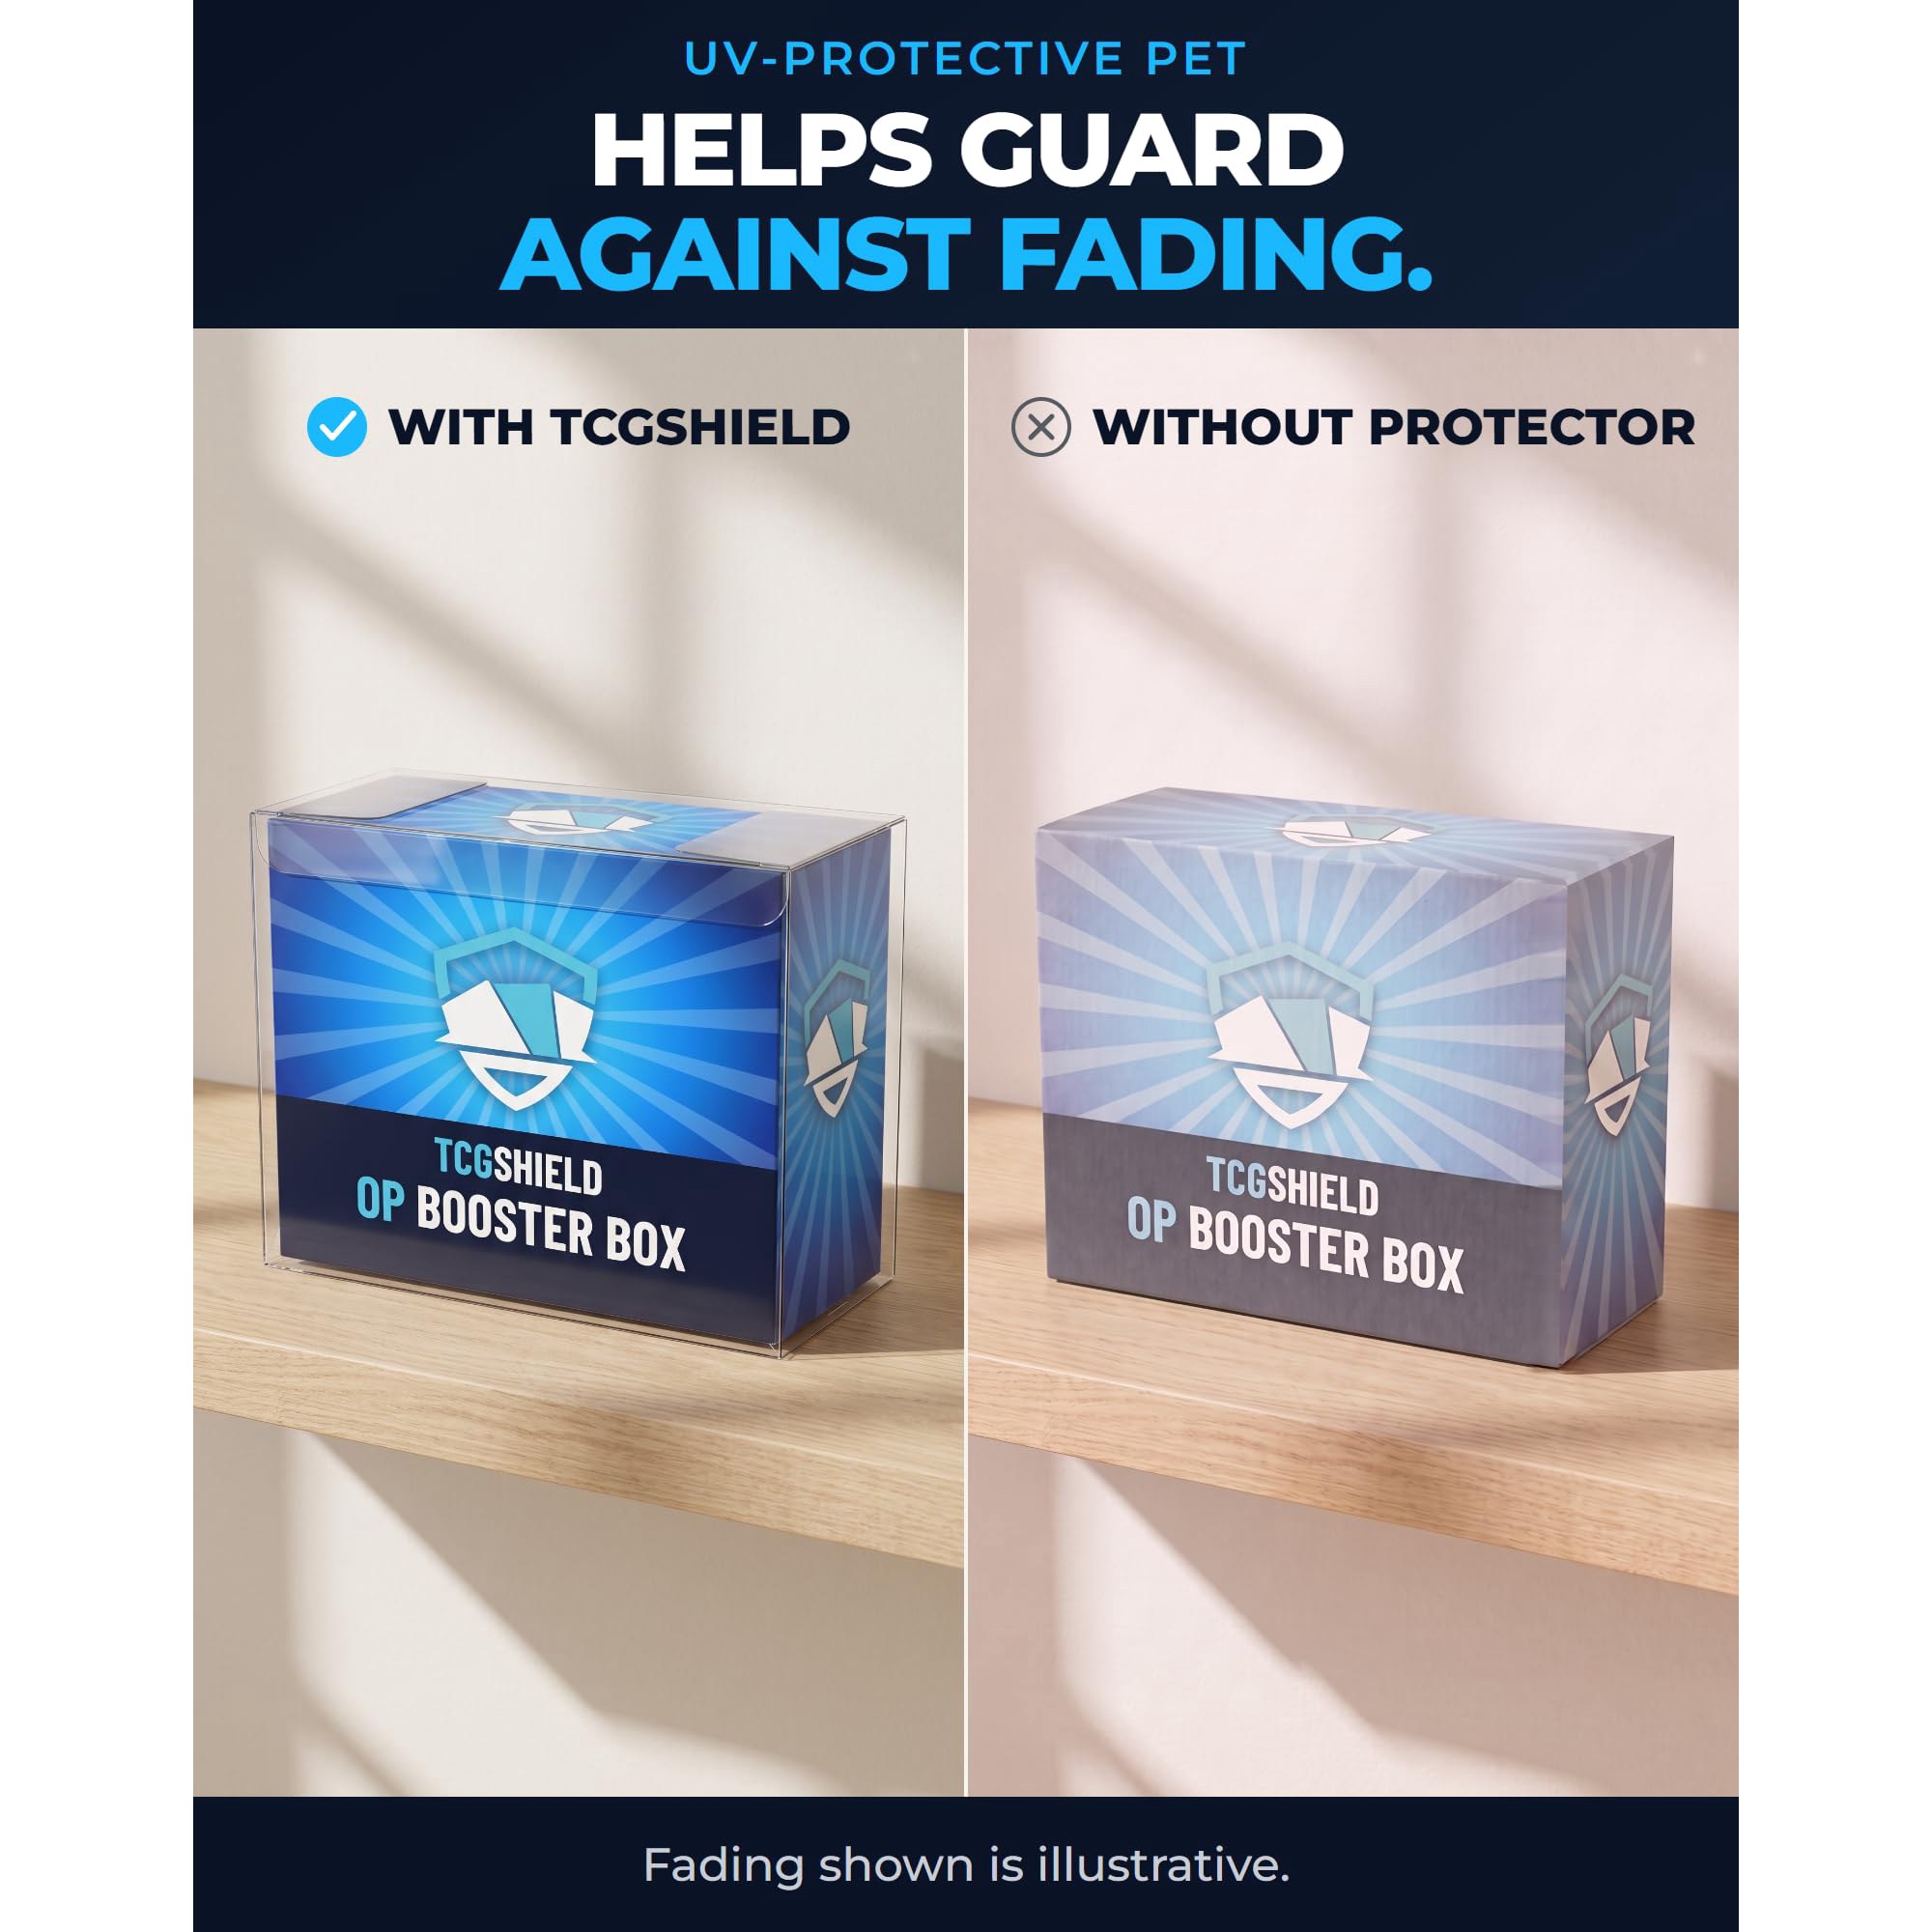 UV-PROTECTIVE PET
HELPS GUARD
AGAINST FADING.
WITH TCGSHIELD
WITHOUT PROTECTOR
TCGSHIELD
OP BOOSTER BOX
TCGSHIELD
OP BOOSTER BOX
Fading shown is illustrative.